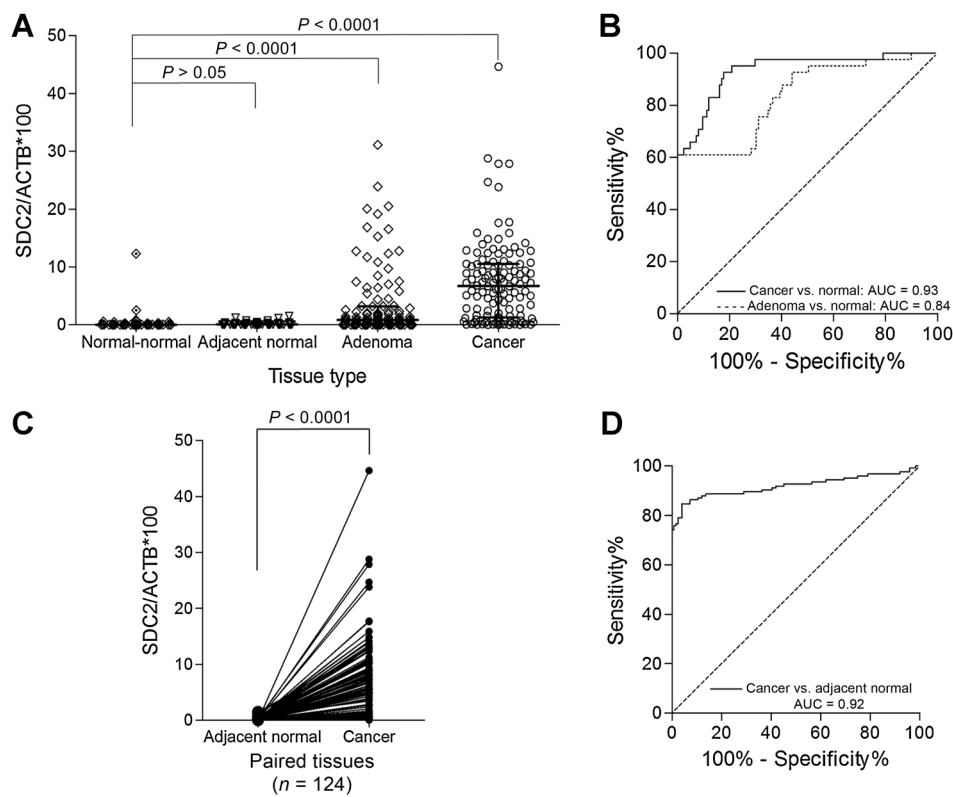 A
P < 0.0001
P < 0.0001
P > 0.05
SDC2/ACTB*100
50
40
30
20
10
0
Normal-normal Adjacent normal Adenoma Cancer
Tissue type
B
Sensitivity%
100
80
60
40
20
0
Cancer vs. normal: AUC = 0.93
Adenoma vs. normal: AUC = 0.84
0 20 40 60 80 100
100% - Specificity%
C
P < 0.0001
SDC2/ACTB*100
50
40
30
20
10
0
Adjacent normal Cancer
Paired tissues
(n = 124)
D
Sensitivity%
100
80
60
40
20
0
Cancer vs. adjacent normal
AUC = 0.92
0 20 40 60 80 100
100% - Specificity%